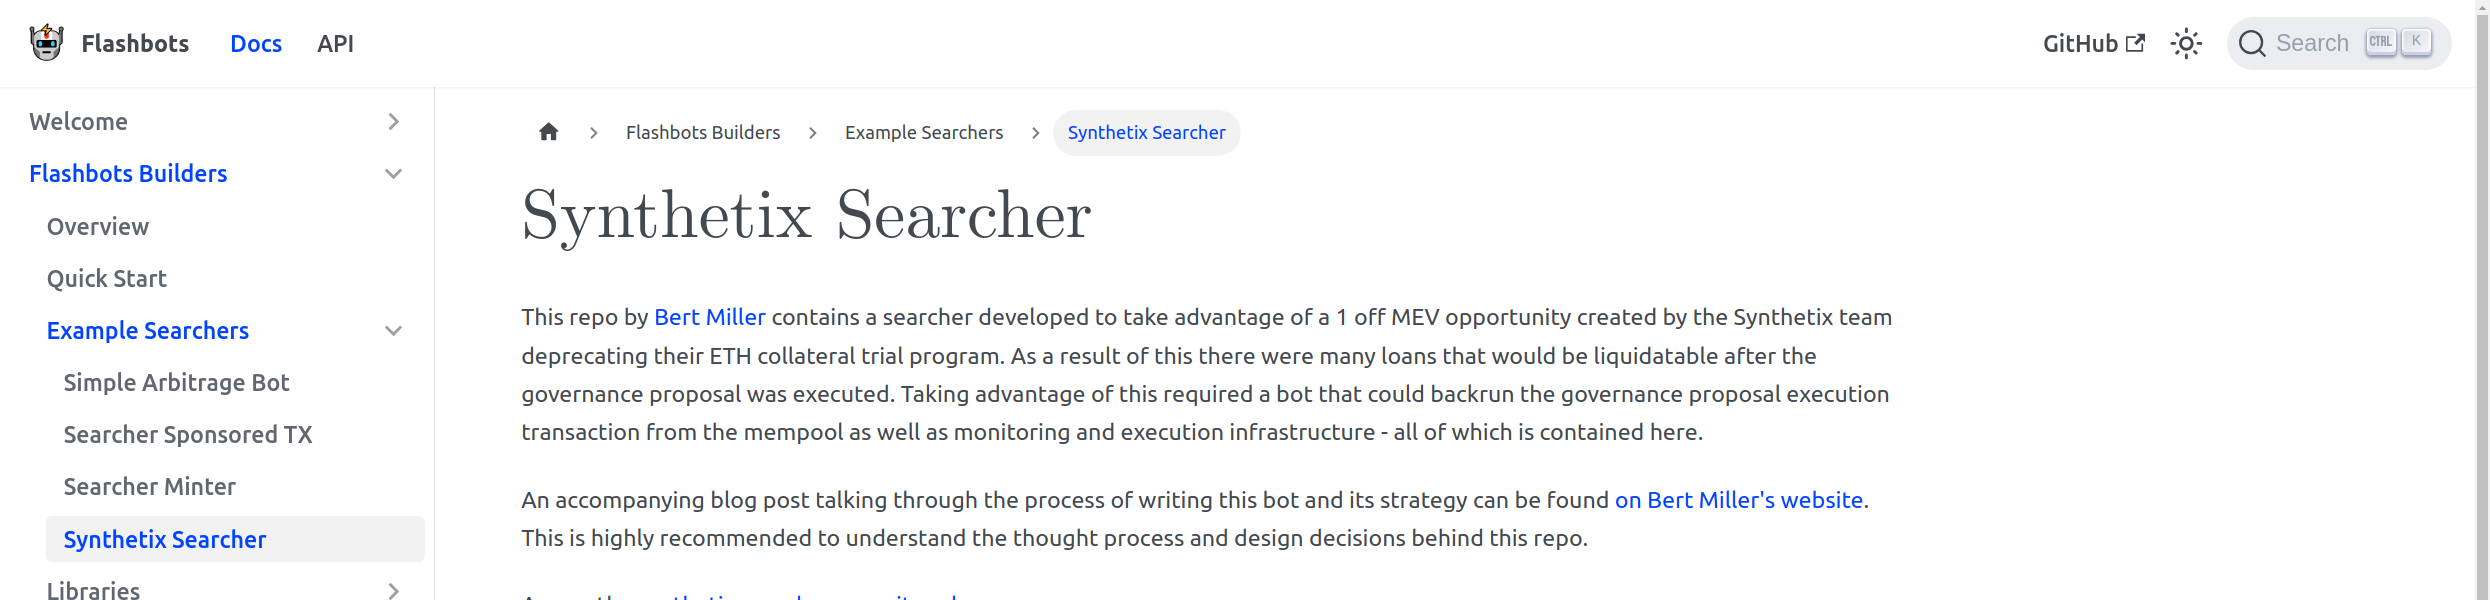 Flashbots Docs API GitHub Search CTRL K
Welcome
Flashbots Builders
Overview
Quick Start
Example Searchers
Simple Arbitrage Bot
Searcher Sponsored TX
Searcher Minter
Synthetix Searcher
Libraries
Flashbots Builders Example Searchers Synthetix Searcher
Synthetix Searcher
This repo by Bert Miller contains a searcher developed to take advantage of a 1 off MEV opportunity created by the Synthetix team
deprecating their ETH collateral trial program. As a result of this there were many loans that would be liquidatable after the
governance proposal was executed. Taking advantage of this required a bot that could backrun the governance proposal execution
transaction from the mempool as well as monitoring and execution infrastructure - all of which is contained here.
An accompanying blog post talking through the process of writing this bot and its strategy can be found on Bert Miller's website.
This is highly recommended to understand the thought process and design decisions behind this repo.